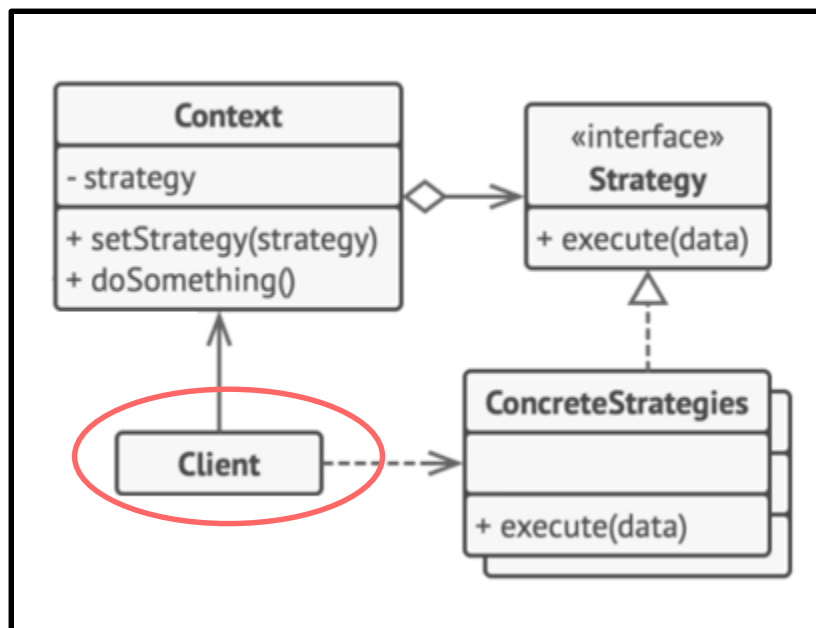 Context
- strategy
+ setStrategy(strategy)
+ doSomething()
«interface»
Strategy
+ execute(data)
Client
ConcreteStrategies
+ execute(data)